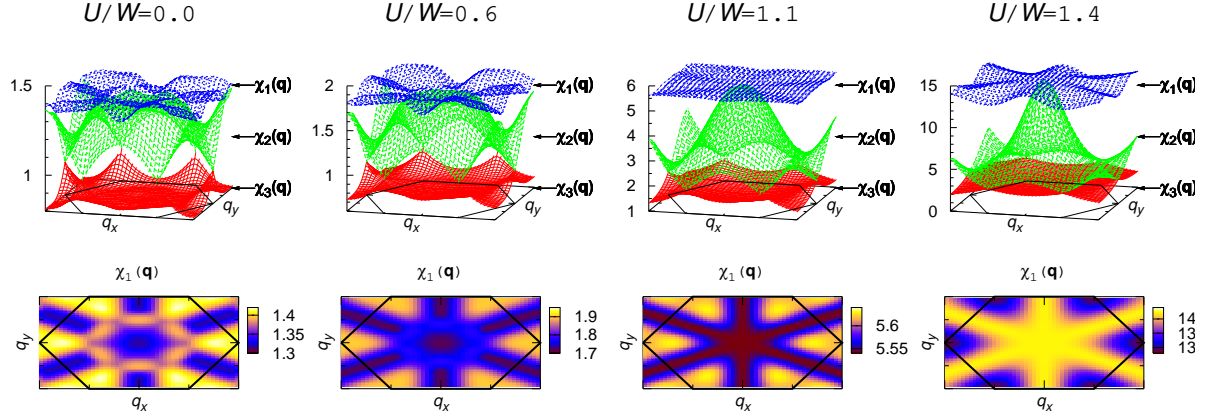 U/W=0.0 U/W=0.6 U/W=1.1 U/W=1.4
1.5 χ1(q) 2 χ1(q) 6 χ1(q) 15 χ1(q)
5
1.5 10
χ2(q) χ2(q) 4 χ2(q) χ2(q)
1 1 3 5
χ3(q) χ3(q) 2 χ3(q) χ3(q)
1 0
qx qy qx qy qx qy qx qy
χ1(q) χ1(q) χ1(q) χ1(q)
qy 1.4 1.35 1.3 qy 1.9 1.8 1.7 qy 5.6 5.55 qy 14 13 13
qx qx qx qx